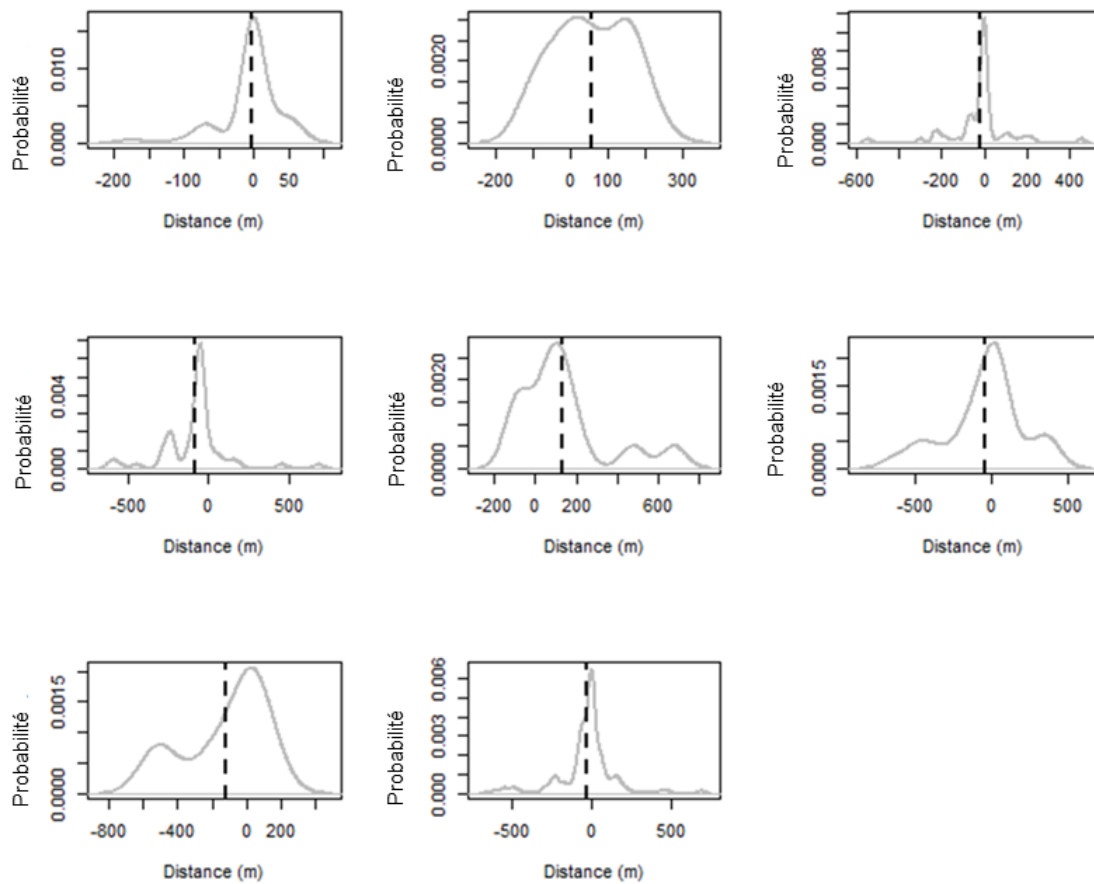 Probabilité
0.000 0.010
-200 -100 0 50
Distance (m)
Probabilité
0.0000 0.0020
-200 0 100 300
Distance (m)
Probabilité
0.000 0.008
-600 -200 0 200 400
Distance (m)
Probabilité
0.000 0.004
-500 0 500
Distance (m)
Probabilité
0.0000 0.0020
-200 0 200 600
Distance (m)
Probabilité
0.0000 0.0015
-500 0 500
Distance (m)
Probabilité
0.0000 0.0015
-800 -400 0 200
Distance (m)
Probabilité
0.000 0.003 0.006
-500 0 500
Distance (m)